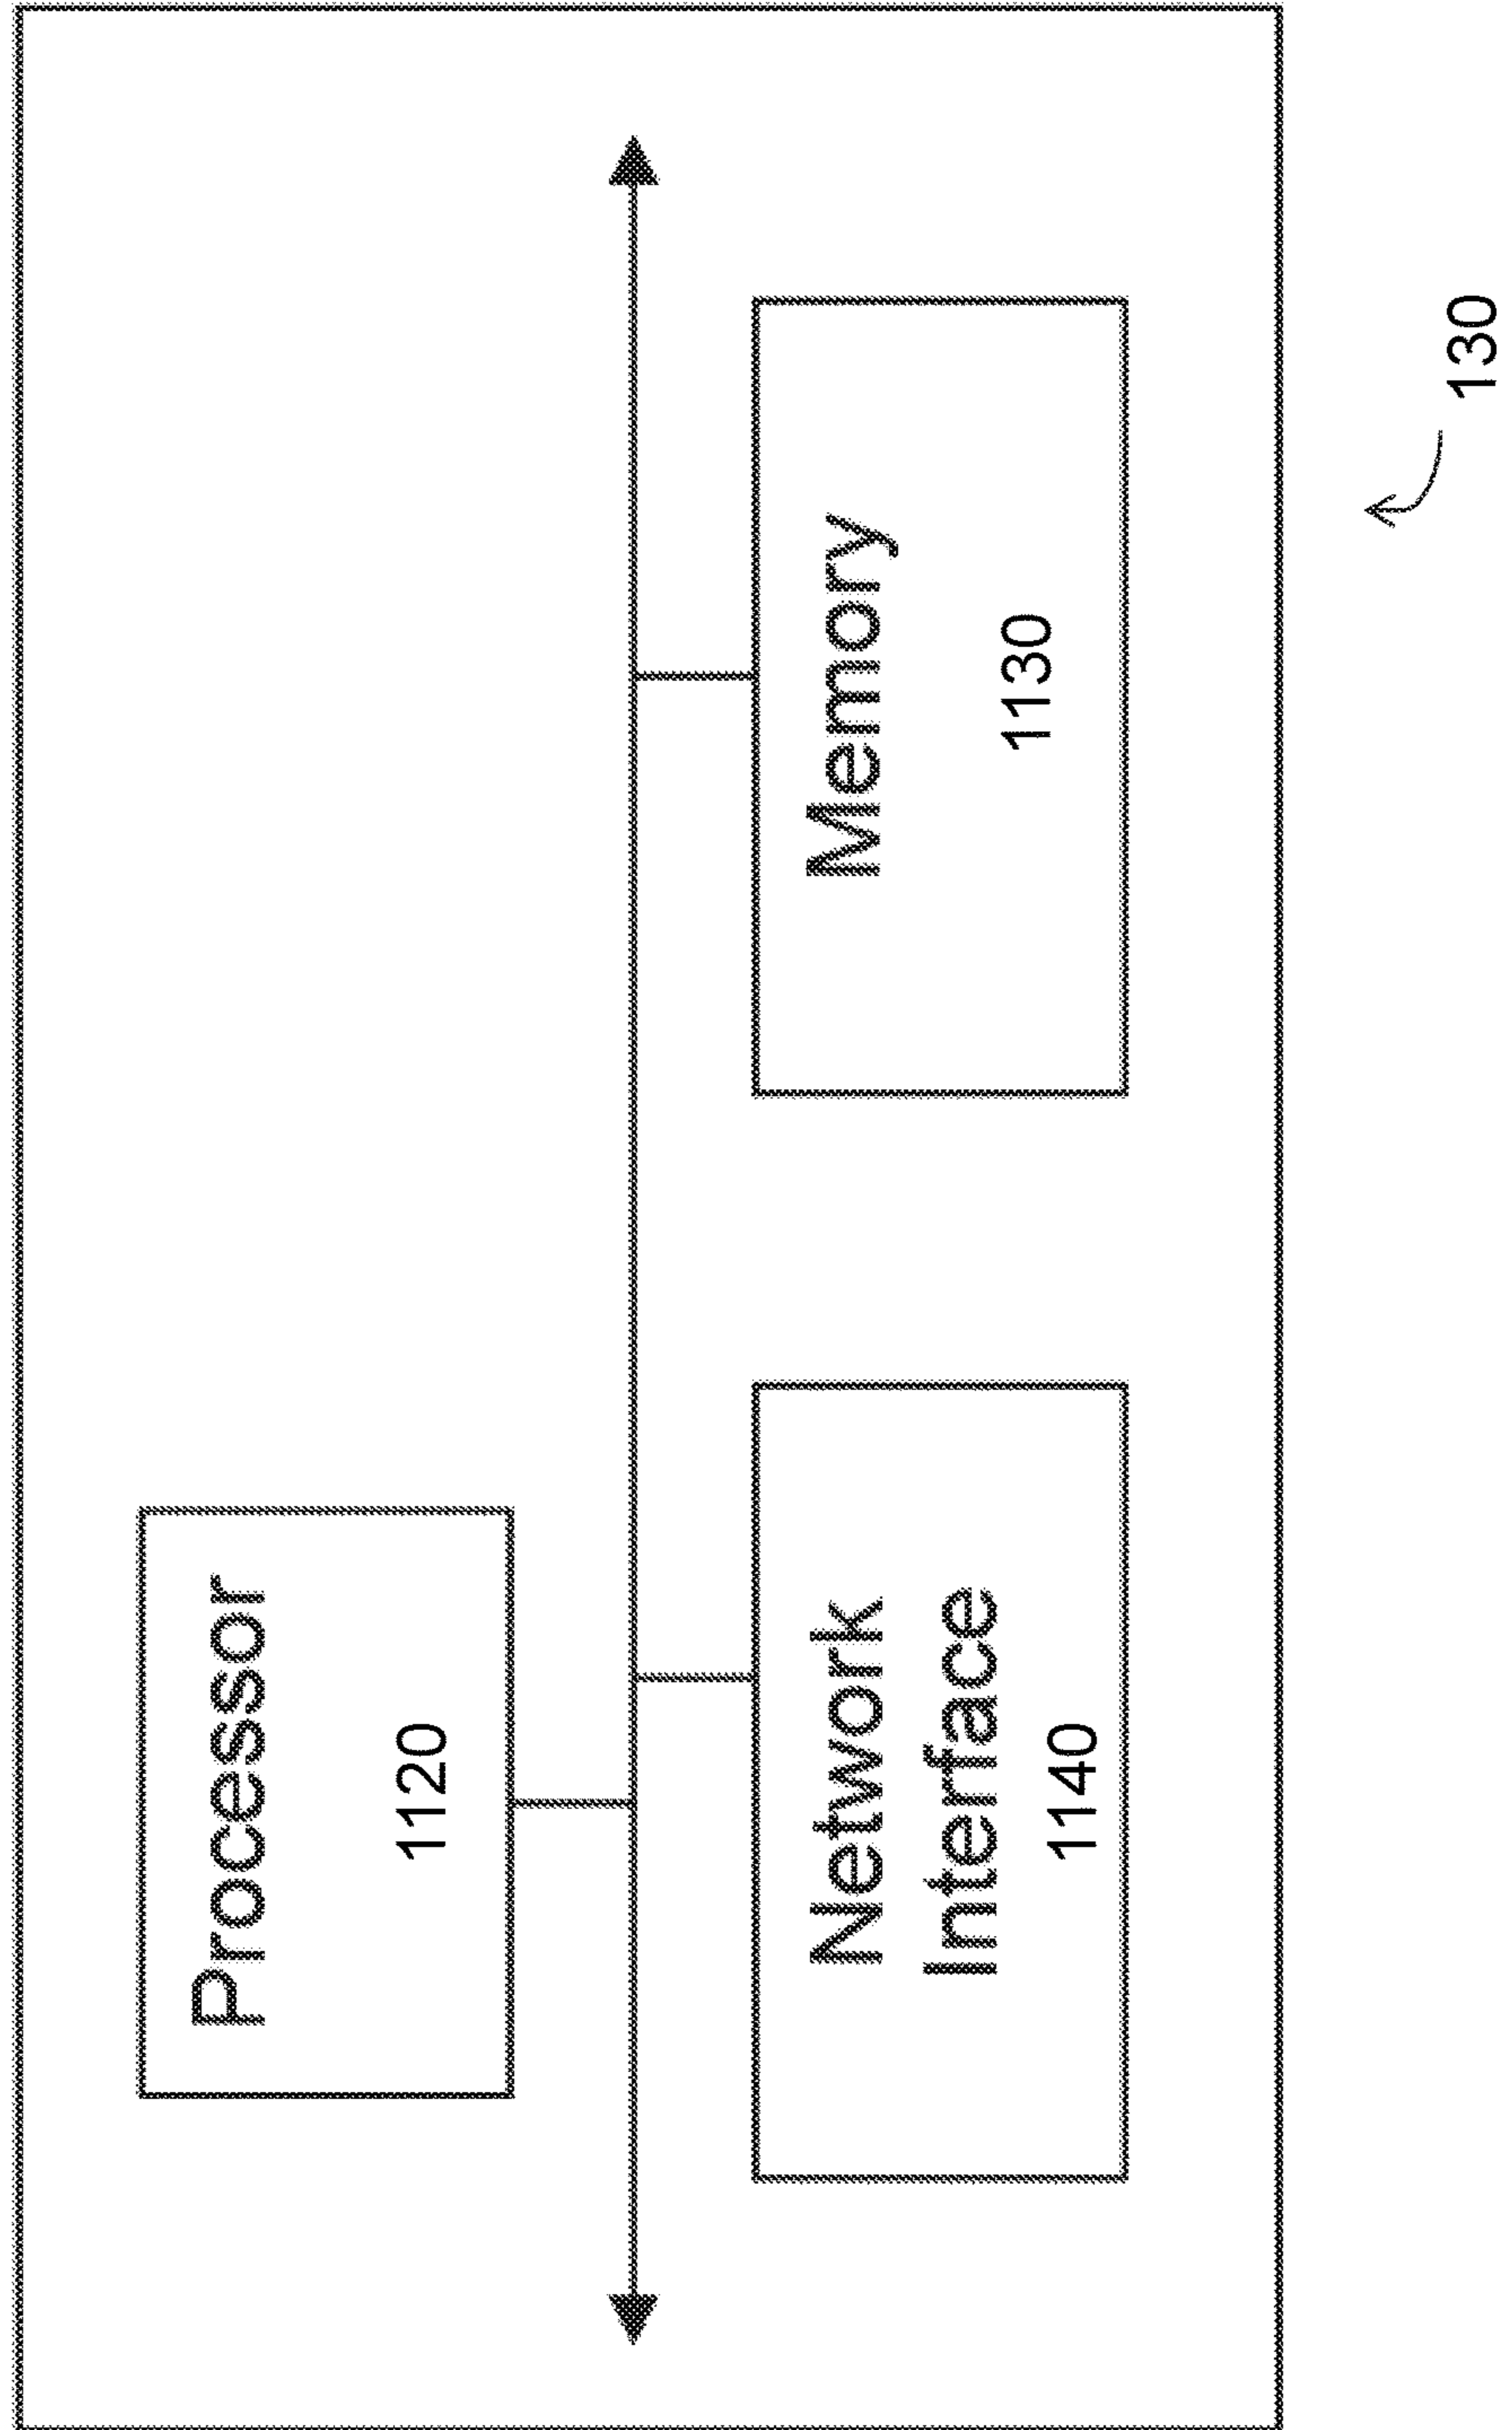 Processor
1120
Network
Interface
1140
Memory
1130
130